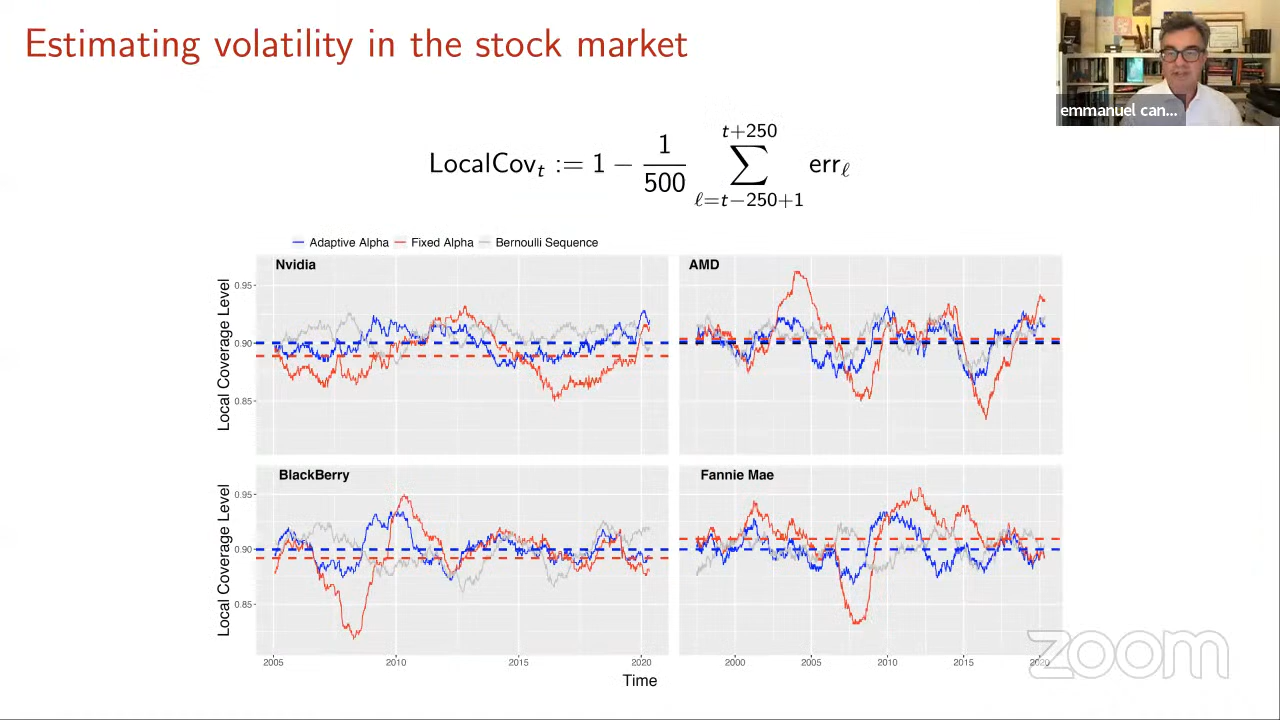 Estimating volatility in the stock market
emmanuel can...
LocalCov_t := 1 − 1/500 ∑_{ℓ=t−250+1}^{t+250} err_ℓ
Adaptive Alpha Fixed Alpha Bernoulli Sequence
Nvidia
AMD
Local Coverage Level
0.95
0.90
0.85
BlackBerry
Fannie Mae
Local Coverage Level
0.95
0.90
0.85
2005 2010 2015 2020 2000 2005 2010 2015 2020
Time
zoom